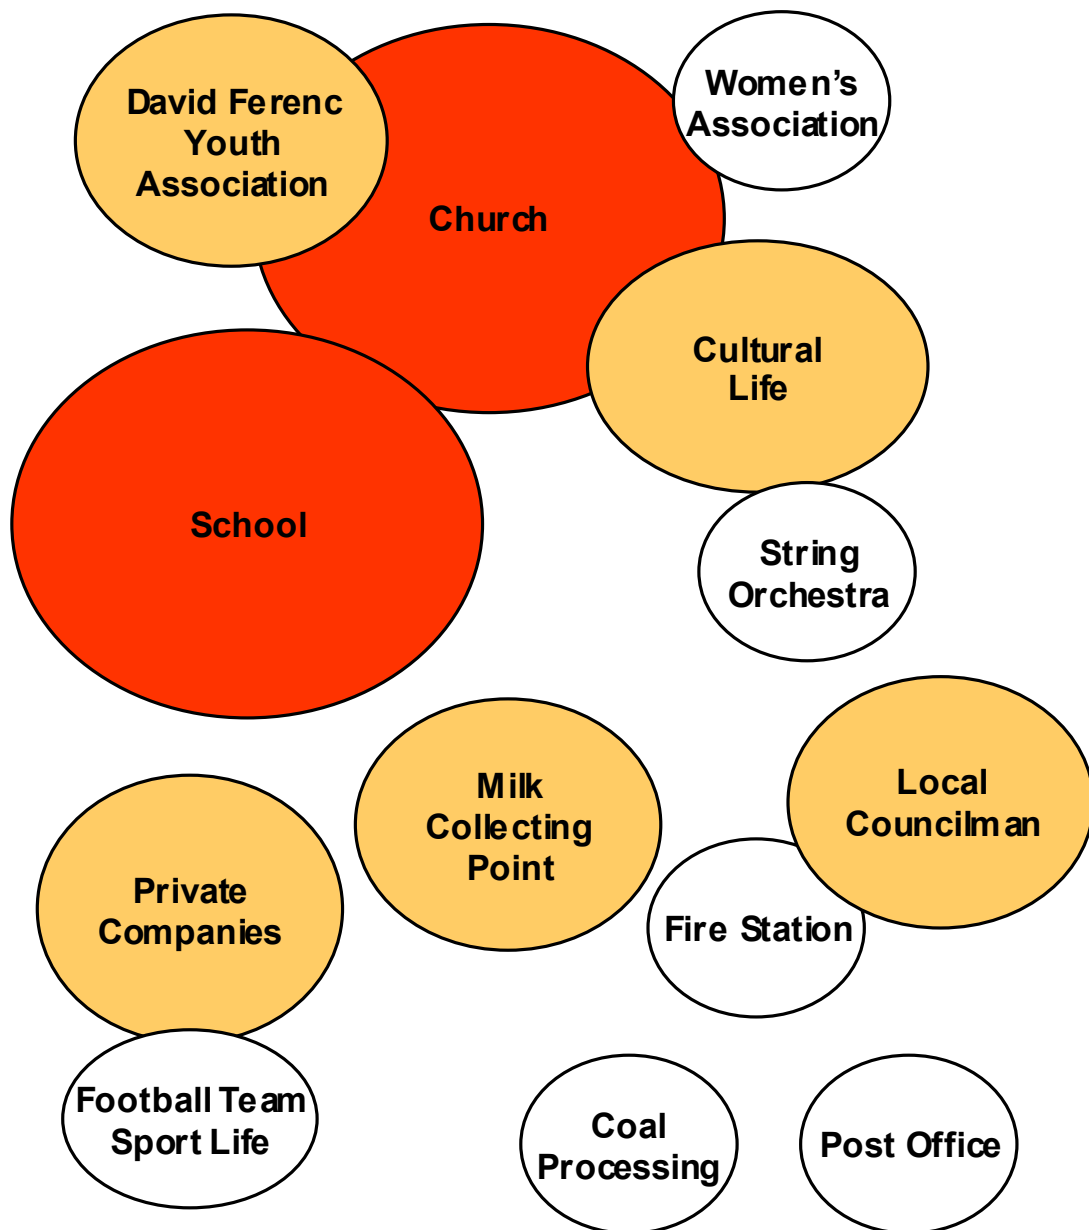 David Ferenc
Youth
Association
Women's
Association
Church
Cultural
Life
School
String
Orchestra
Milk
Collecting
Point
Local
Councilman
Private
Companies
Fire Station
Football Team
Sport Life
Coal
Processing
Post Office